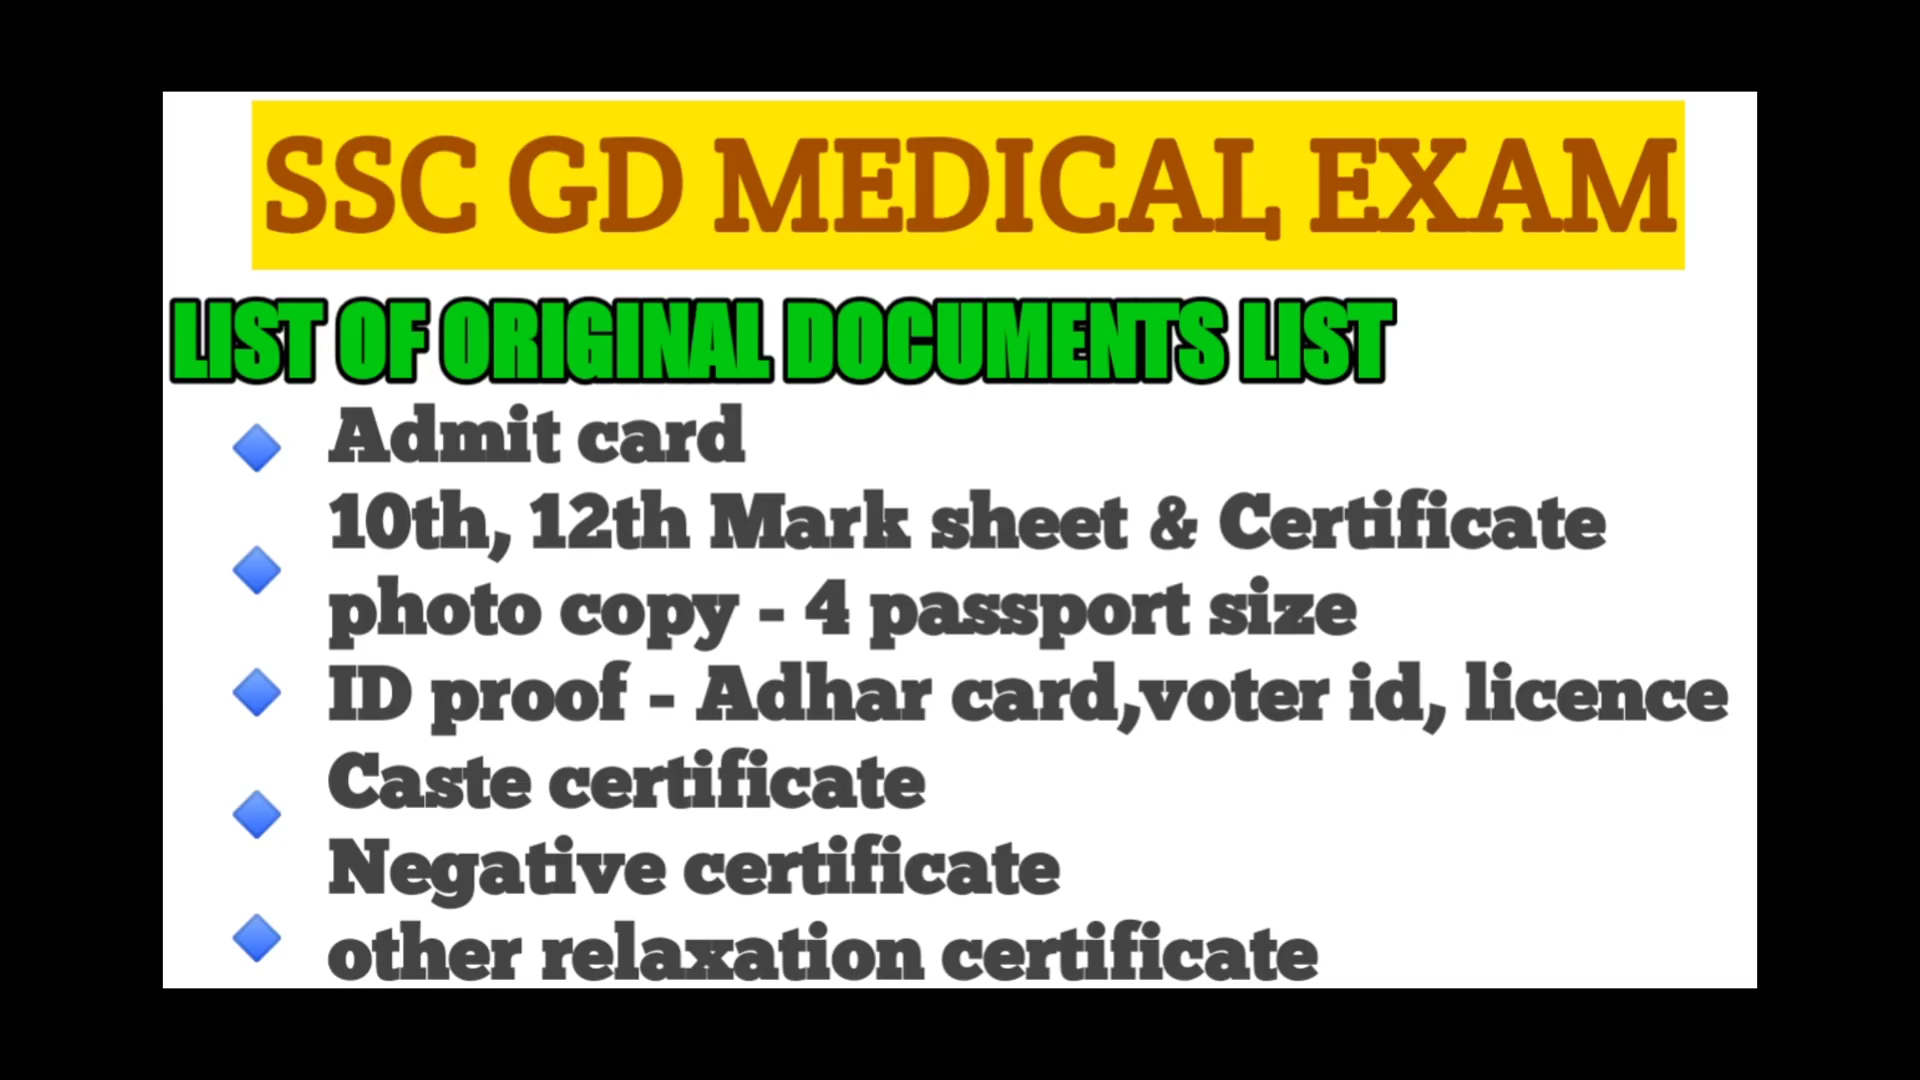 SSC GD MEDICAL EXAM
LIST OF ORIGINAL DOCUMENTS LIST
Admit card
10th, 12th Mark sheet & Certificate
photo copy - 4 passport size
ID proof - Adhar card,voter id, licence
Caste certificate
Negative certificate
other relaxation certificate